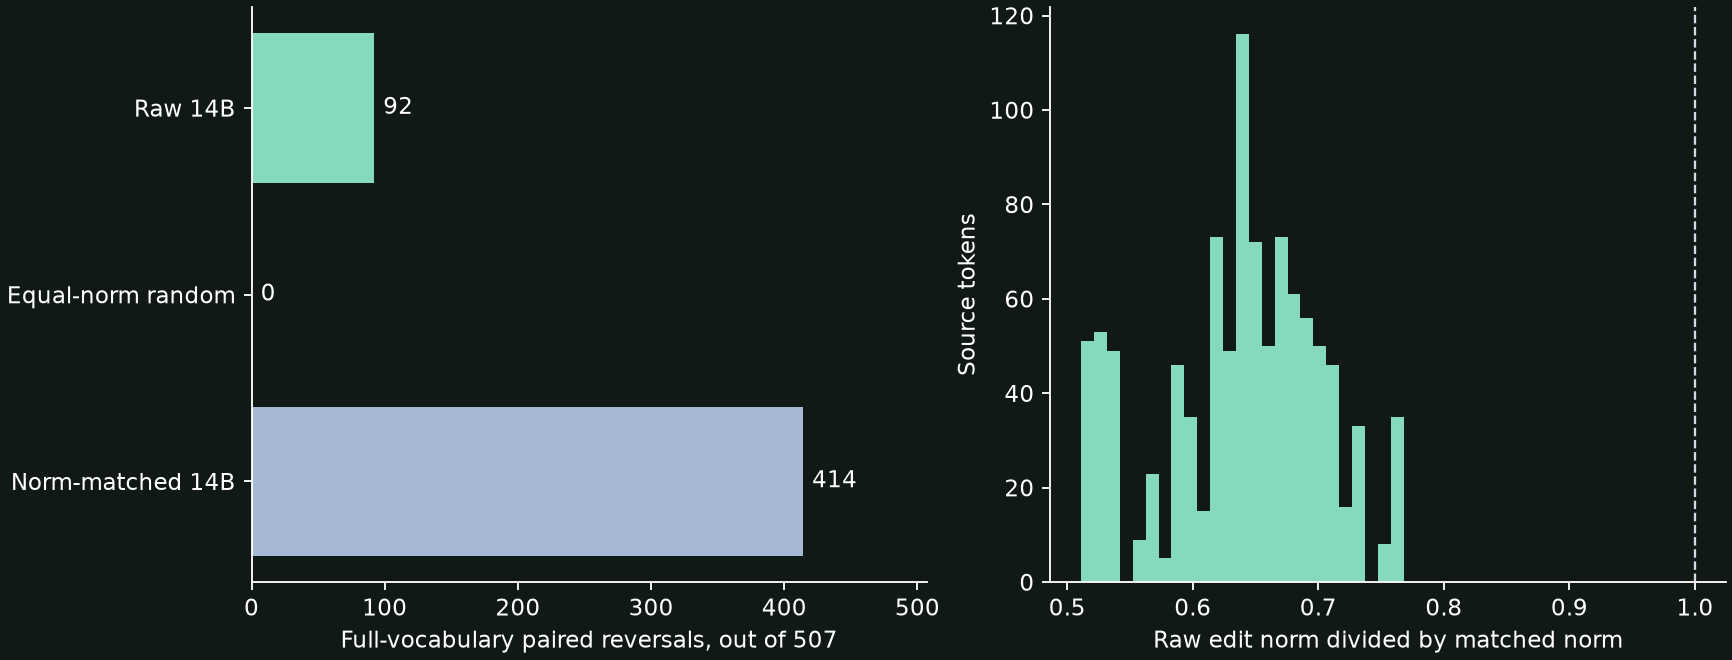 Raw 14B
92
Equal-norm random
0
Norm-matched 14B
414
0 100 200 300 400 500
Full-vocabulary paired reversals, out of 507
120
100
80
60
40
20
0
Source tokens
0.5 0.6 0.7 0.8 0.9 1.0
Raw edit norm divided by matched norm